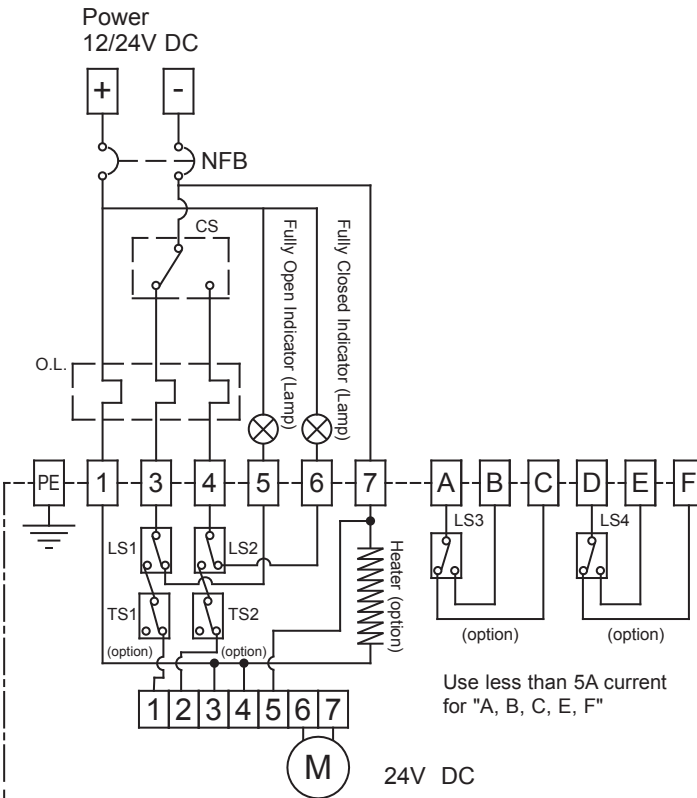 Power
12/24V DC
+ -
NFB
CS
Fully Open Indicator (Lamp)
Fully Closed Indicator (Lamp)
O.L.
PE 1 3 4 5 6 7 A B C D E F
LS1 LS2 LS3 LS4
Heater (option)
TS1 TS2
(option) (option) (option) (option)
Use less than 5A current
for "A, B, C, E, F"
1 2 3 4 5 6 7
M
24V DC